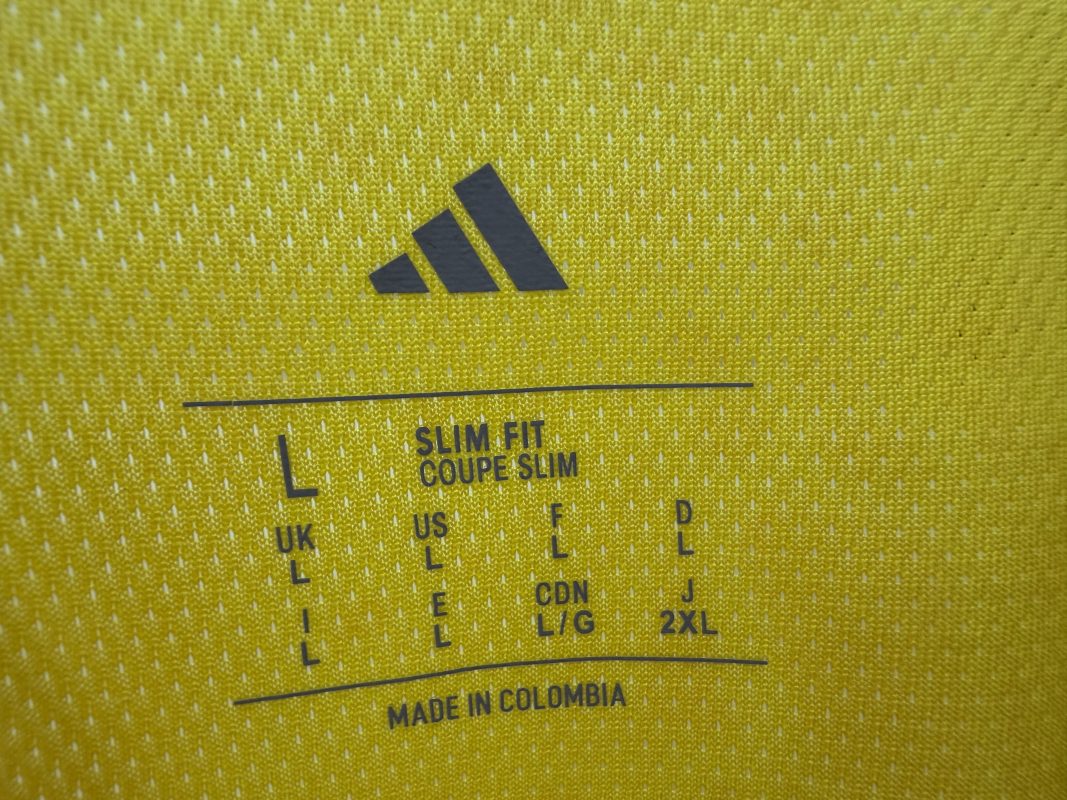 L SLIM FIT
COUPE SLIM
UK US F D
L L L L
I E CDN J
L L L/G 2XL
MADE IN COLOMBIA